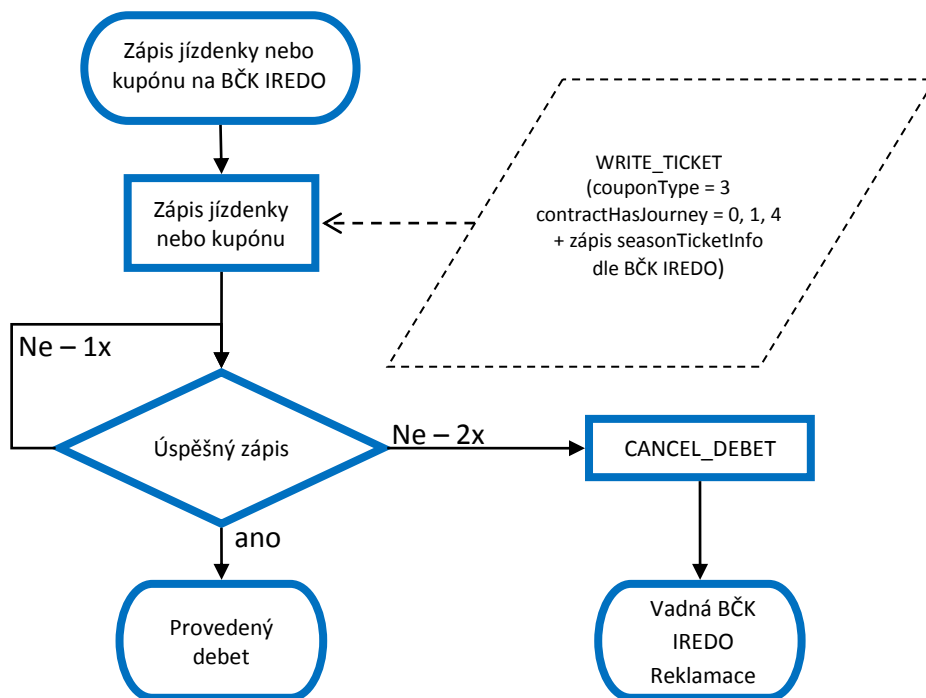 Zápis jízdenky nebo
kupónu na BČK IREDO
WRITE_TICKET
(couponType = 3
contractHasJourney = 0, 1, 4
+ zápis seasonTicketInfo
dle BČK IREDO)
Zápis jízdenky
nebo kupónu
Ne – 1x
Úspěšný zápis
Ne – 2x
CANCEL_DEBET
ano
Provedený
debet
Vadná BČK
IREDO
Reklamace